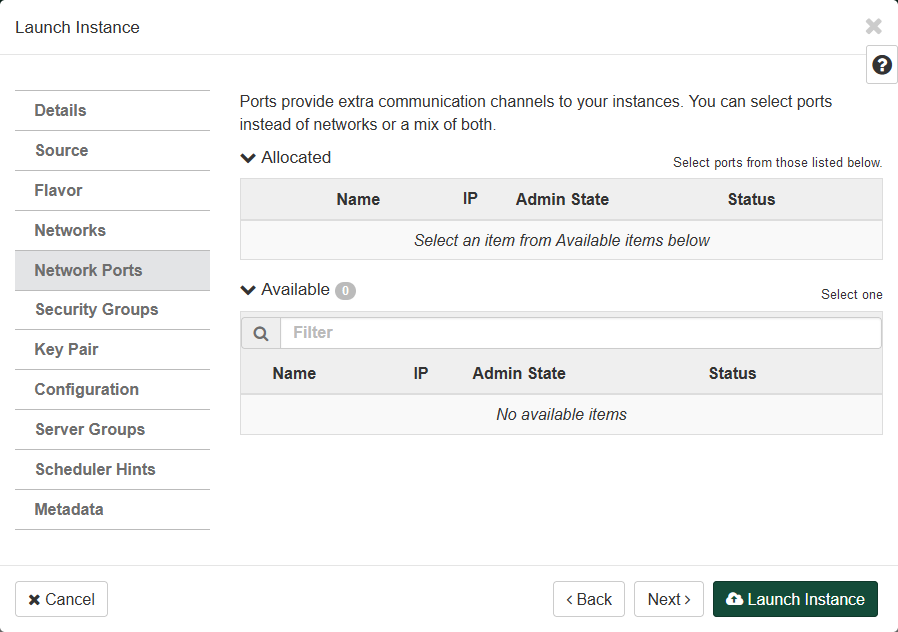 Launch Instance
Details
Source
Flavor
Networks
Network Ports
Security Groups
Key Pair
Configuration
Server Groups
Scheduler Hints
Metadata
Ports provide extra communication channels to your instances. You can select ports
instead of networks or a mix of both.
Allocated
Select ports from those listed below.
Name IP Admin State Status
Select an item from Available items below
Available 0
Select one
Filter
Name IP Admin State Status
No available items
Cancel
Back
Next
Launch Instance